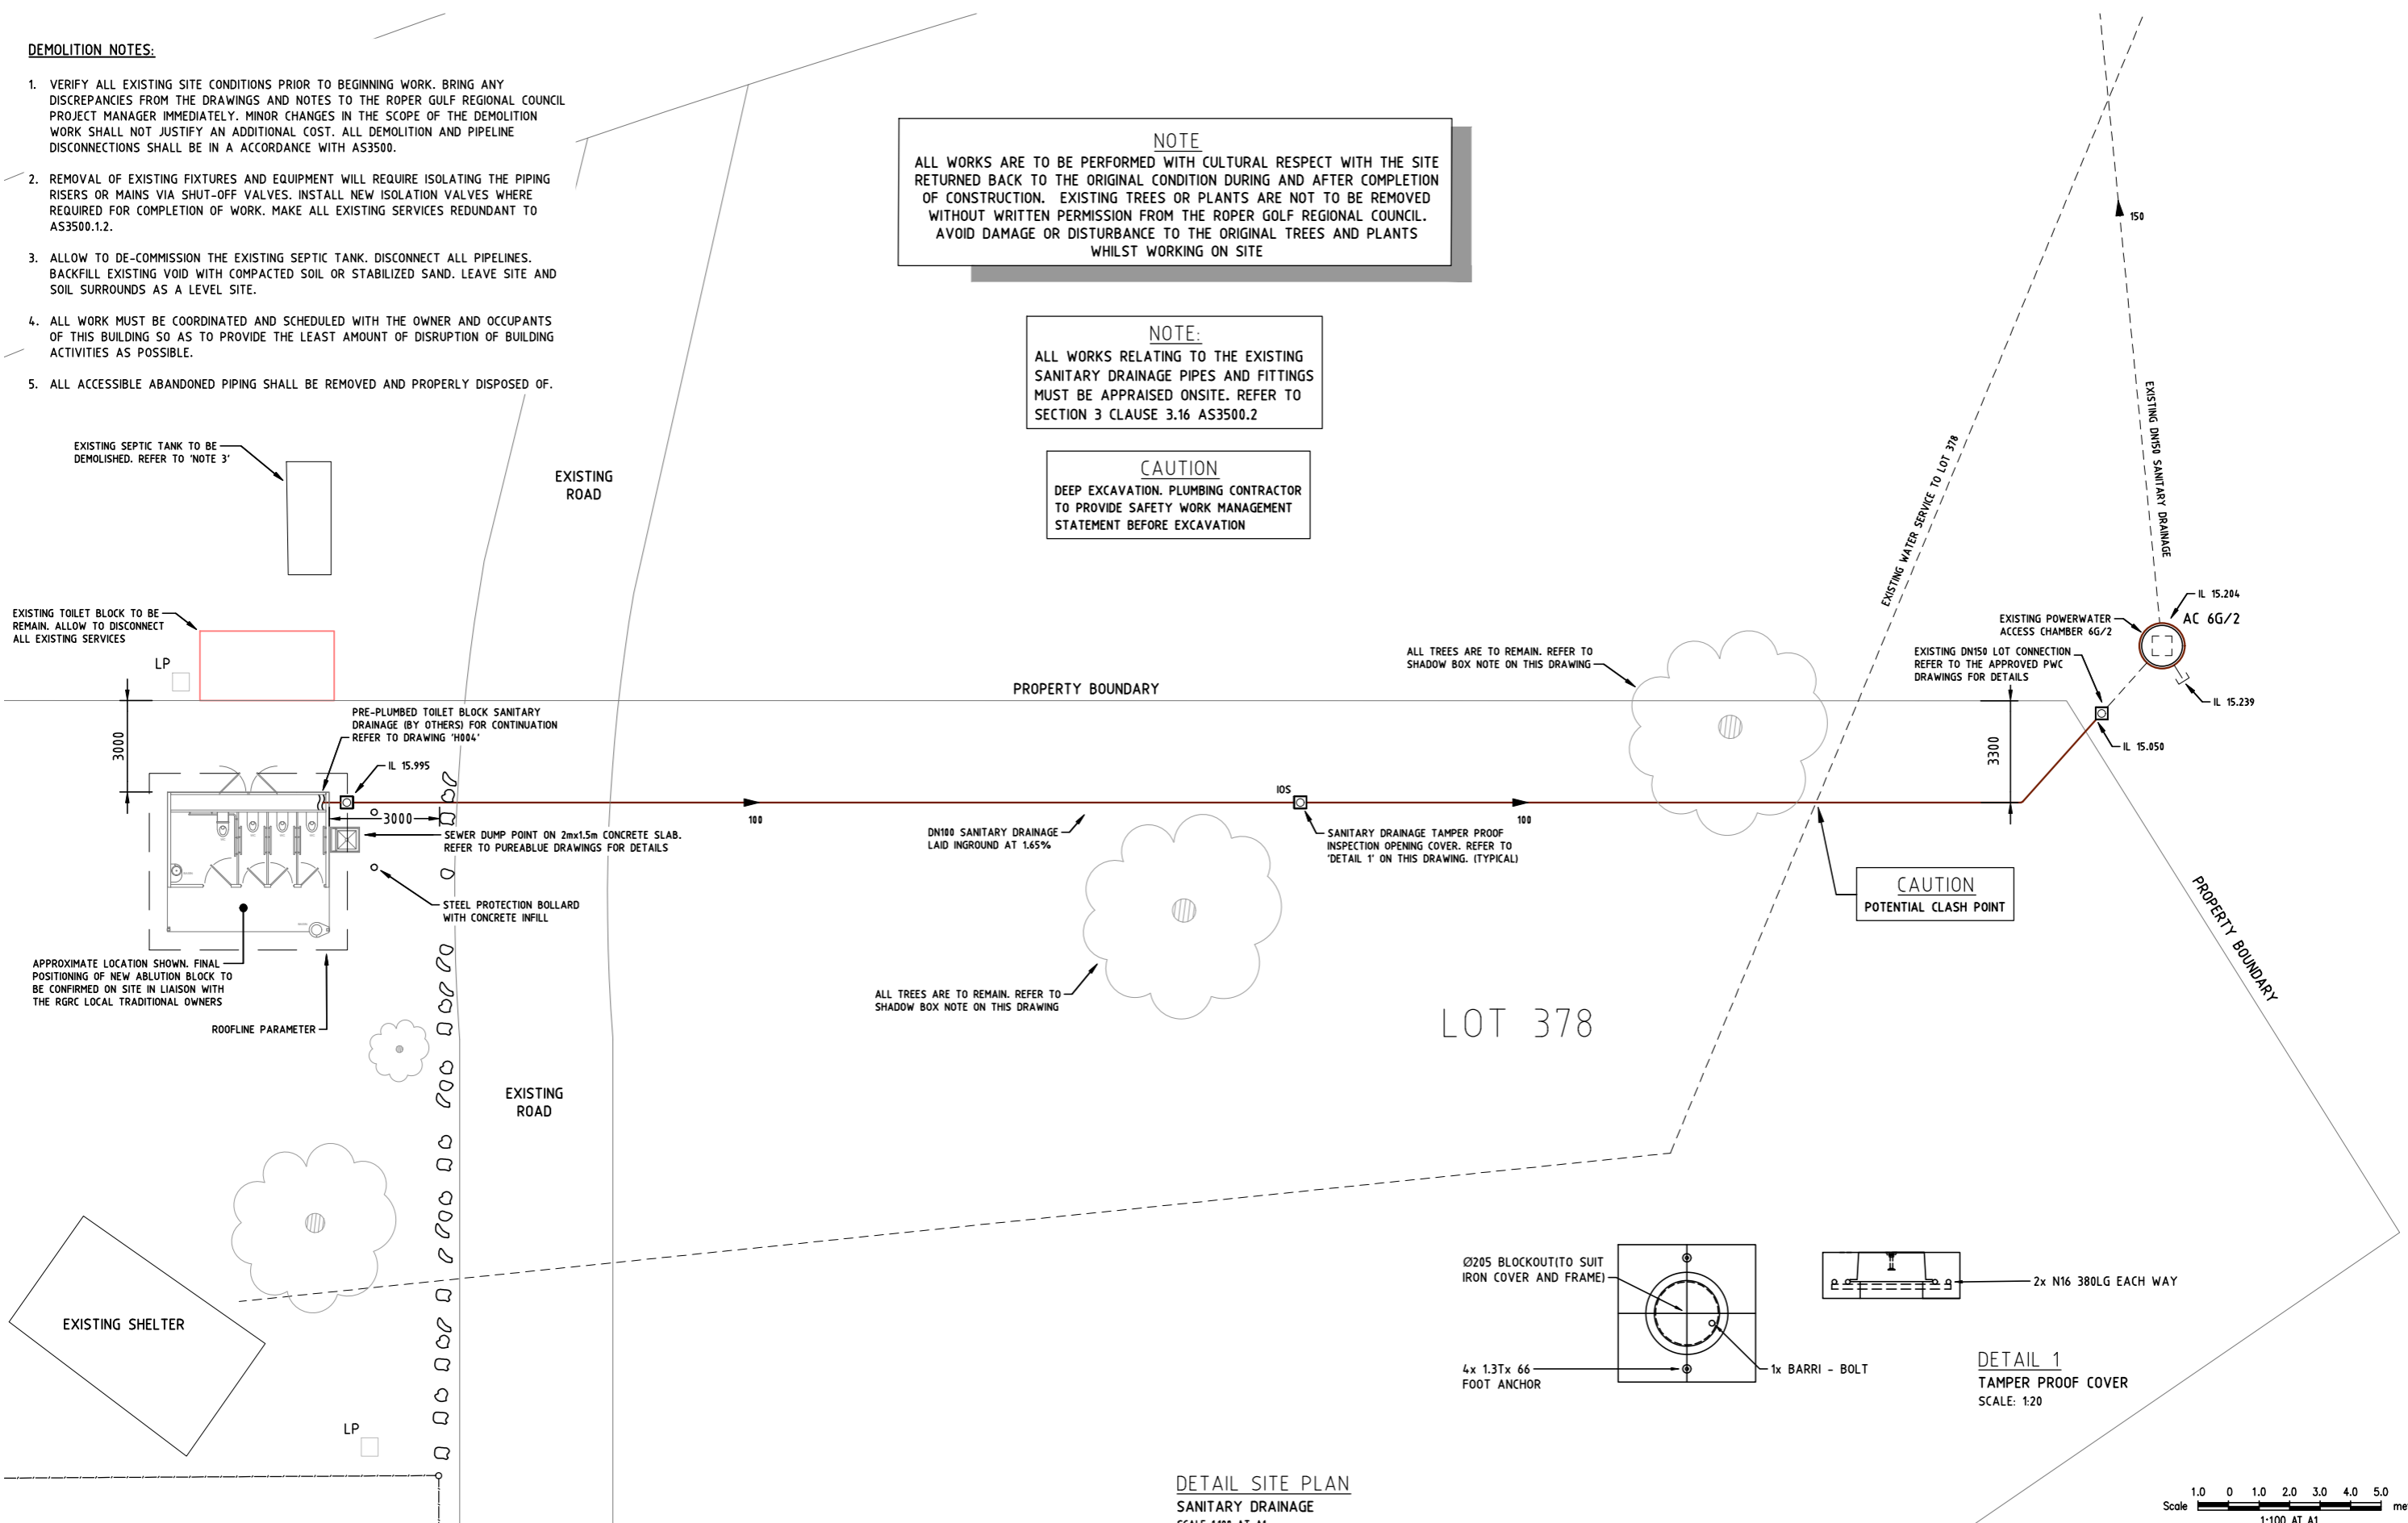 DEMOLITION NOTES:
1. VERIFY ALL EXISTING SITE CONDITIONS PRIOR TO BEGINNING WORK. BRING ANY
DISCREPANCIES FROM THE DRAWINGS AND NOTES TO THE ROPER GULF REGIONAL COUNCIL
PROJECT MANAGER IMMEDIATELY. MINOR CHANGES IN THE SCOPE OF THE DEMOLITION
WORK SHALL NOT JUSTIFY AN ADDITIONAL COST. ALL DEMOLITION AND PIPELINE
DISCONNECTIONS SHALL BE IN A ACCORDANCE WITH AS3500.
2. REMOVAL OF EXISTING FIXTURES AND EQUIPMENT WILL REQUIRE ISOLATING THE PIPING
RISERS OR MAINS VIA SHUT-OFF VALVES. INSTALL NEW ISOLATION VALVES WHERE
REQUIRED FOR COMPLETION OF WORK. MAKE ALL EXISTING SERVICES REDUNDANT TO
AS3500.1.2.
3. ALLOW TO DE-COMMISSION THE EXISTING SEPTIC TANK. DISCONNECT ALL PIPELINES.
BACKFILL EXISTING VOID WITH COMPACTED SOIL OR STABILIZED SAND. LEAVE SITE AND
SOIL SURROUNDS AS A LEVEL SITE.
4. ALL WORK MUST BE COORDINATED AND SCHEDULED WITH THE OWNER AND OCCUPANTS
OF THIS BUILDING SO AS TO PROVIDE THE LEAST AMOUNT OF DISRUPTION OF BUILDING
ACTIVITIES AS POSSIBLE.
5. ALL ACCESSIBLE ABANDONED PIPING SHALL BE REMOVED AND PROPERLY DISPOSED OF.
NOTE
ALL WORKS ARE TO BE PERFORMED WITH CULTURAL RESPECT WITH THE SITE
RETURNED BACK TO THE ORIGINAL CONDITION DURING AND AFTER COMPLETION
OF CONSTRUCTION. EXISTING TREES OR PLANTS ARE NOT TO BE REMOVED
WITHOUT WRITTEN PERMISSION FROM THE ROPER GOLF REGIONAL COUNCIL.
AVOID DAMAGE OR DISTURBANCE TO THE ORIGINAL TREES AND PLANTS
WHILST WORKING ON SITE
NOTE:
ALL WORKS RELATING TO THE EXISTING
SANITARY DRAINAGE PIPES AND FITTINGS
MUST BE APPRAISED ONSITE. REFER TO
SECTION 3 CLAUSE 3.16 AS3500.2
CAUTION
DEEP EXCAVATION. PLUMBING CONTRACTOR
TO PROVIDE SAFETY WORK MANAGEMENT
STATEMENT BEFORE EXCAVATION
150
EXISTING DN150 SANITARY DRAINAGE
EXISTING WATER SERVICE TO LOT 378
EXISTING SEPTIC TANK TO BE
DEMOLISHED. REFER TO 'NOTE 3'
EXISTING
ROAD
EXISTING TOILET BLOCK TO BE
REMAIN. ALLOW TO DISCONNECT
ALL EXISTING SERVICES
LP
3000
PRE-PLUMBED TOILET BLOCK SANITARY
DRAINAGE (BY OTHERS) FOR CONTINUATION
REFER TO DRAWING 'H004'
IL 15.995
PROPERTY BOUNDARY
ALL TREES ARE TO REMAIN. REFER TO
SHADOW BOX NOTE ON THIS DRAWING
EXISTING POWERWATER
ACCESS CHAMBER 6G/2
IL 15.204
AC 6G/2
EXISTING DN150 LOT CONNECTION
REFER TO THE APPROVED PWC
DRAWINGS FOR DETAILS
IL 15.239
IL 15.050
3300
3000
SEWER DUMP POINT ON 2mx1.5m CONCRETE SLAB.
REFER TO PUREABLUE DRAWINGS FOR DETAILS
100
DN100 SANITARY DRAINAGE
LAID INGROUND AT 1.65%
IOS
SANITARY DRAINAGE TAMPER PROOF
INSPECTION OPENING COVER. REFER TO
'DETAIL 1' ON THIS DRAWING. (TYPICAL)
100
CAUTION
POTENTIAL CLASH POINT
PROPERTY BOUNDARY
STEEL PROTECTION BOLLARD
WITH CONCRETE INFILL
APPROXIMATE LOCATION SHOWN. FINAL
POSITIONING OF NEW ABLUTION BLOCK TO
BE CONFIRMED ON SITE IN LIAISON WITH
THE RGRC LOCAL TRADITIONAL OWNERS
ROOFLINE PARAMETER
ALL TREES ARE TO REMAIN. REFER TO
SHADOW BOX NOTE ON THIS DRAWING
LOT 378
EXISTING
ROAD
EXISTING SHELTER
LP
Ø205 BLOCKOUT(TO SUIT
IRON COVER AND FRAME)
4x 1.3Tx 66
FOOT ANCHOR
1x BARRI - BOLT
2x N16 380LG EACH WAY
DETAIL 1
TAMPER PROOF COVER
SCALE: 1:20
DETAIL SITE PLAN
SANITARY DRAINAGE
SCALE 1:100 AT A1
1.0 0 1.0 2.0 3.0 4.0 5.0
Scale
1:100 AT A1